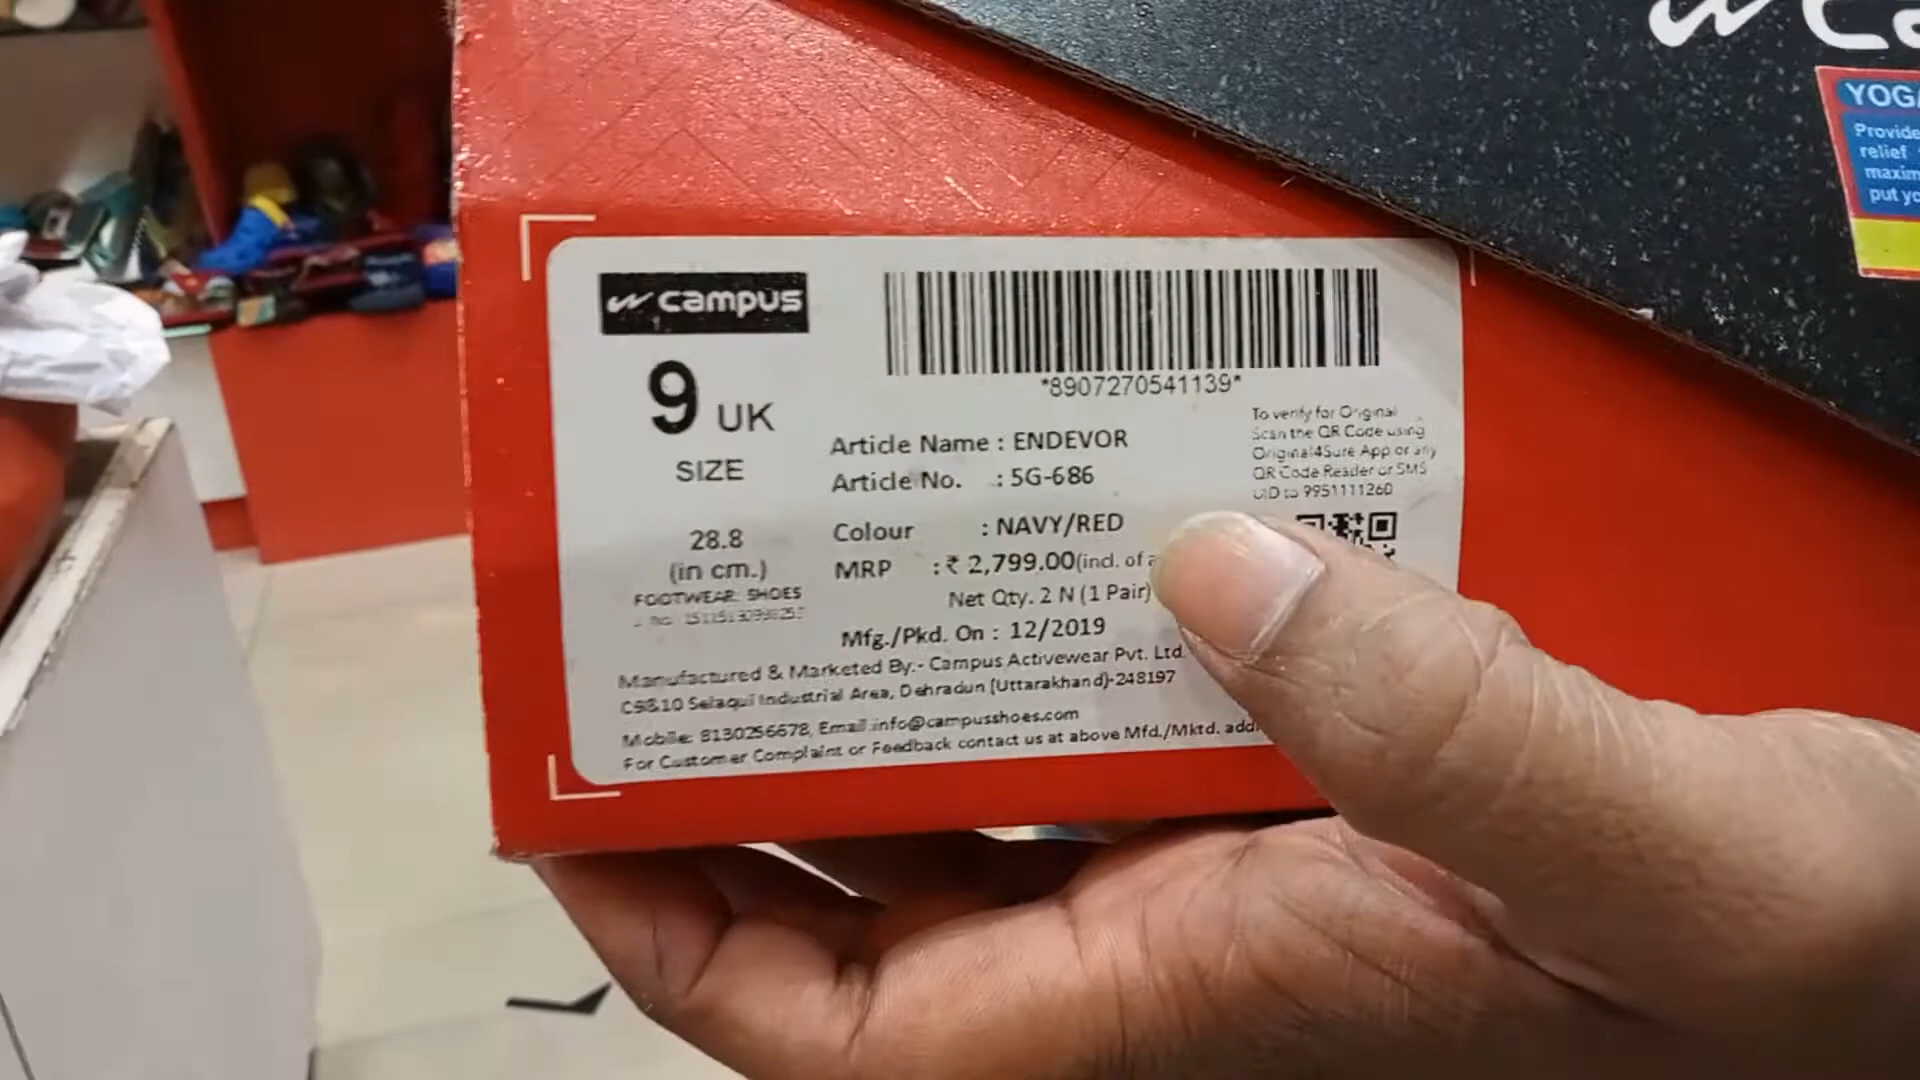 Ca
YOGA
Provide
relief
maxim
put yo
campus
*8907270541139*
9 UK
SIZE
To verify for Original
Scan the QR Code using
Original4Sure App or any
QR Code Reader or SMS
UID to 9951111260
Article Name : ENDEVOR
Article No. : 5G-686
28.8
(in cm.)
FOOTWEAR: SHOES
Colour : NAVY/RED
MRP : ₹ 2,799.00(incl. of a
Net Qty. 2 N (1 Pair)
Mfg./Pkd. On : 12/2019
Manufactured & Marketed By:- Campus Activewear Pvt. Ltd.
C9&10 Selaqui Industrial Area, Dehradun (Uttarakhand)-248197
Mobile: 8130256678, Email:info@campusshoes.com
For Customer Complaint or Feedback contact us at above Mfd./Mktd. add